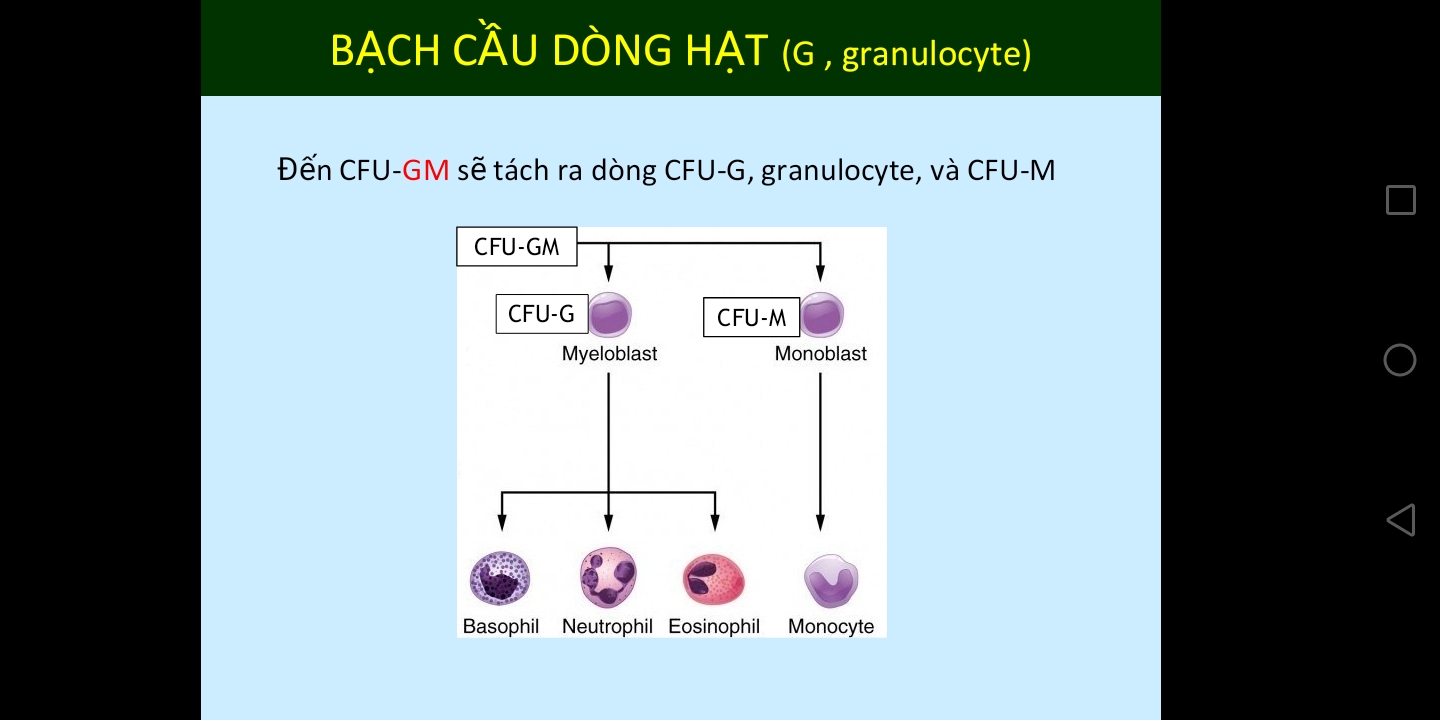 BẠCH CẦU DÒNG HẠT (G , granulocyte)
Đến CFU-GM sẽ tách ra dòng CFU-G, granulocyte, và CFU-M
CFU-GM
CFU-G
CFU-M
Myeloblast
Monoblast
Basophil
Neutrophil
Eosinophil
Monocyte